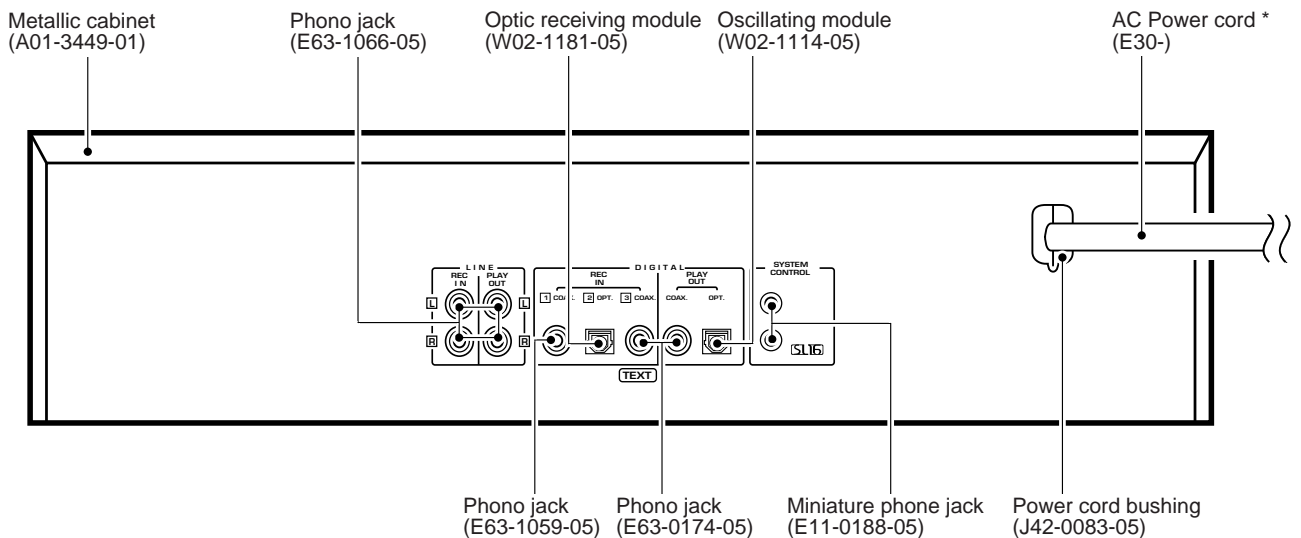 Metallic cabinet
(A01-3449-01)
Phono jack
(E63-1066-05)
Optic receiving module
(W02-1181-05)
Oscillating module
(W02-1114-05)
AC Power cord *
(E30-)
LINE
REC IN
PLAY OUT
L
L
R
R
DIGITAL
REC IN
PLAY OUT
1 COAX.
2 OPT.
3 COAX.
COAX.
OPT.
TEXT
SYSTEM CONTROL
SL16
Phono jack
(E63-1059-05)
Phono jack
(E63-0174-05)
Miniature phone jack
(E11-0188-05)
Power cord bushing
(J42-0083-05)